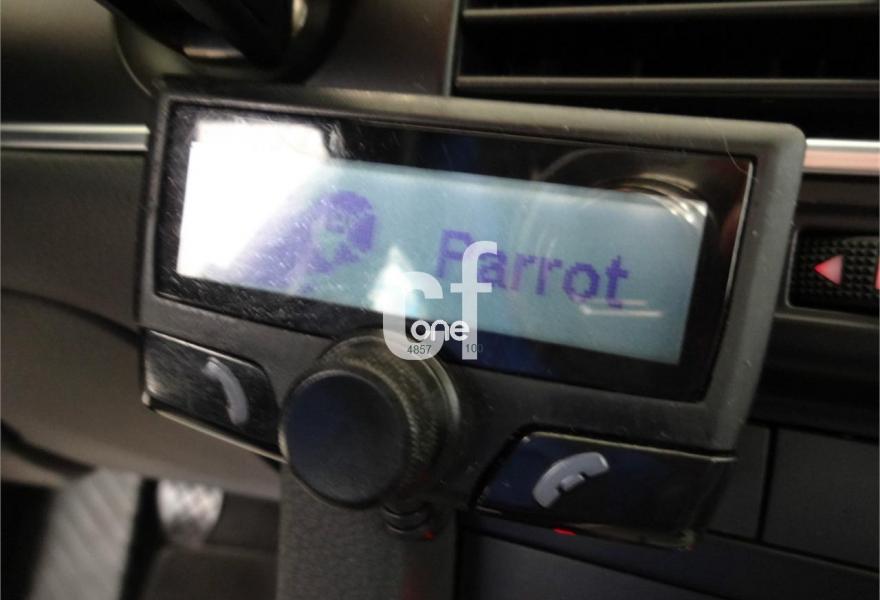 Parrot
cf
one
4857 100